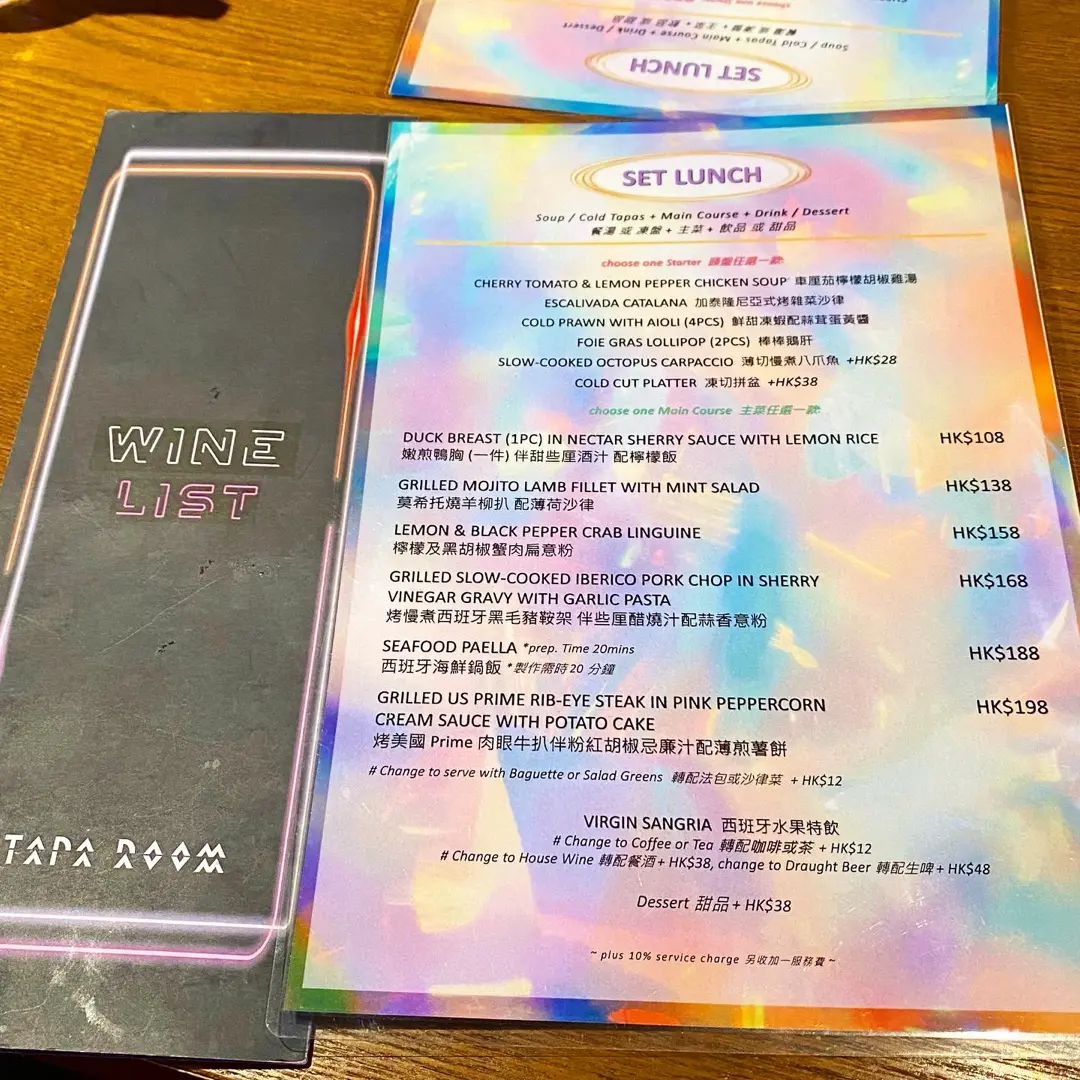 SET LUNCH
Soup / Cold Tapas + Main Course + Drink / Dessert
餐湯 或 凍盤 + 主菜 + 飲品 或 甜品
WINE
LIST
TAPA ROOM
SET LUNCH
Soup / Cold Tapas + Main Course + Drink / Dessert
餐湯 或 凍盤 + 主菜 + 飲品 或 甜品
choose one Starter 頭盤任選一款:
CHERRY TOMATO & LEMON PEPPER CHICKEN SOUP 車厘茄檸檬胡椒雞湯
ESCALIVADA CATALANA 加泰隆尼亞式烤雜菜沙律
COLD PRAWN WITH AIOLI (4PCS) 鮮甜凍蝦配蒜茸蛋黃醬
FOIE GRAS LOLLIPOP (2PCS) 棒棒鵝肝
SLOW-COOKED OCTOPUS CARPACCIO 薄切慢煮八爪魚 +HK$28
COLD CUT PLATTER 凍切拼盆 +HK$38
choose one Main Course 主菜任選一款:
DUCK BREAST (1PC) IN NECTAR SHERRY SAUCE WITH LEMON RICE HK$108
嫩煎鴨胸 (一件) 伴甜些厘酒汁 配檸檬飯
GRILLED MOJITO LAMB FILLET WITH MINT SALAD HK$138
莫希托燒羊柳扒 配薄荷沙律
LEMON & BLACK PEPPER CRAB LINGUINE HK$158
檸檬及黑胡椒蟹肉扁意粉
GRILLED SLOW-COOKED IBERICO PORK CHOP IN SHERRY HK$168
VINEGAR GRAVY WITH GARLIC PASTA
烤慢煮西班牙黑毛豬鞍架 伴些厘醋燒汁配蒜香意粉
SEAFOOD PAELLA *prep. Time 20mins HK$188
西班牙海鮮鍋飯 *製作需時 20 分鐘
GRILLED US PRIME RIB-EYE STEAK IN PINK PEPPERCORN HK$198
CREAM SAUCE WITH POTATO CAKE
烤美國 Prime 肉眼牛扒伴粉紅胡椒忌廉汁配薄煎薯餅
# Change to serve with Baguette or Salad Greens 轉配法包或沙律菜 + HK$12
VIRGIN SANGRIA 西班牙水果特飲
# Change to Coffee or Tea 轉配咖啡或茶 + HK$12
# Change to House Wine 轉配餐酒 + HK$38, change to Draught Beer 轉配生啤 + HK$48
Dessert 甜品 + HK$38
~ plus 10% service charge 另收加一服務費 ~